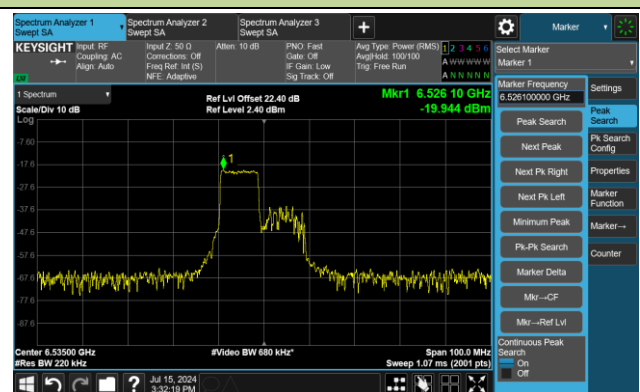 Spectrum Analyzer 1
Swept SA
Spectrum Analyzer 2
Swept SA
Spectrum Analyzer 3
Swept SA
Marker
KEYSIGHT
Input: RF
Coupling: AC
Align: Auto
Input Z: 50 Ω
Corrections: Off
Freq Ref: Int (S)
NFE: Adaptive
Atten: 10 dB
PNO: Fast
Gate: Off
IF Gain: Low
Sig Track: Off
Avg Type: Power (RMS)
Avg|Hold: 100/100
Trig: Free Run
1 2 3 4 5 6
A W W W W W
A N N N N N
LXI
Select Marker
Marker 1
1 Spectrum
Scale/Div 10 dB
Log
Ref Lvl Offset 22.40 dB
Ref Level 2.40 dBm
Mkr1 6.526 10 GHz
-19.944 dBm
-7.60
-17.6
-27.6
-37.6
-47.6
-57.6
-67.6
-77.6
-87.6
1
Center 6.53500 GHz
#Res BW 220 kHz
#Video BW 680 kHz*
Span 100.0 MHz
Sweep 1.07 ms (2001 pts)
Marker Frequency
6.526100000 GHz
Peak Search
Next Peak
Next Pk Right
Next Pk Left
Minimum Peak
Pk-Pk Search
Marker Delta
Mkr→CF
Mkr→Ref Lvl
Continuous Peak
Search
On
Off
Settings
Peak
Search
Pk Search
Config
Properties
Marker
Function
Marker→
Counter
?
Jul 15, 2024
3:32:19 PM